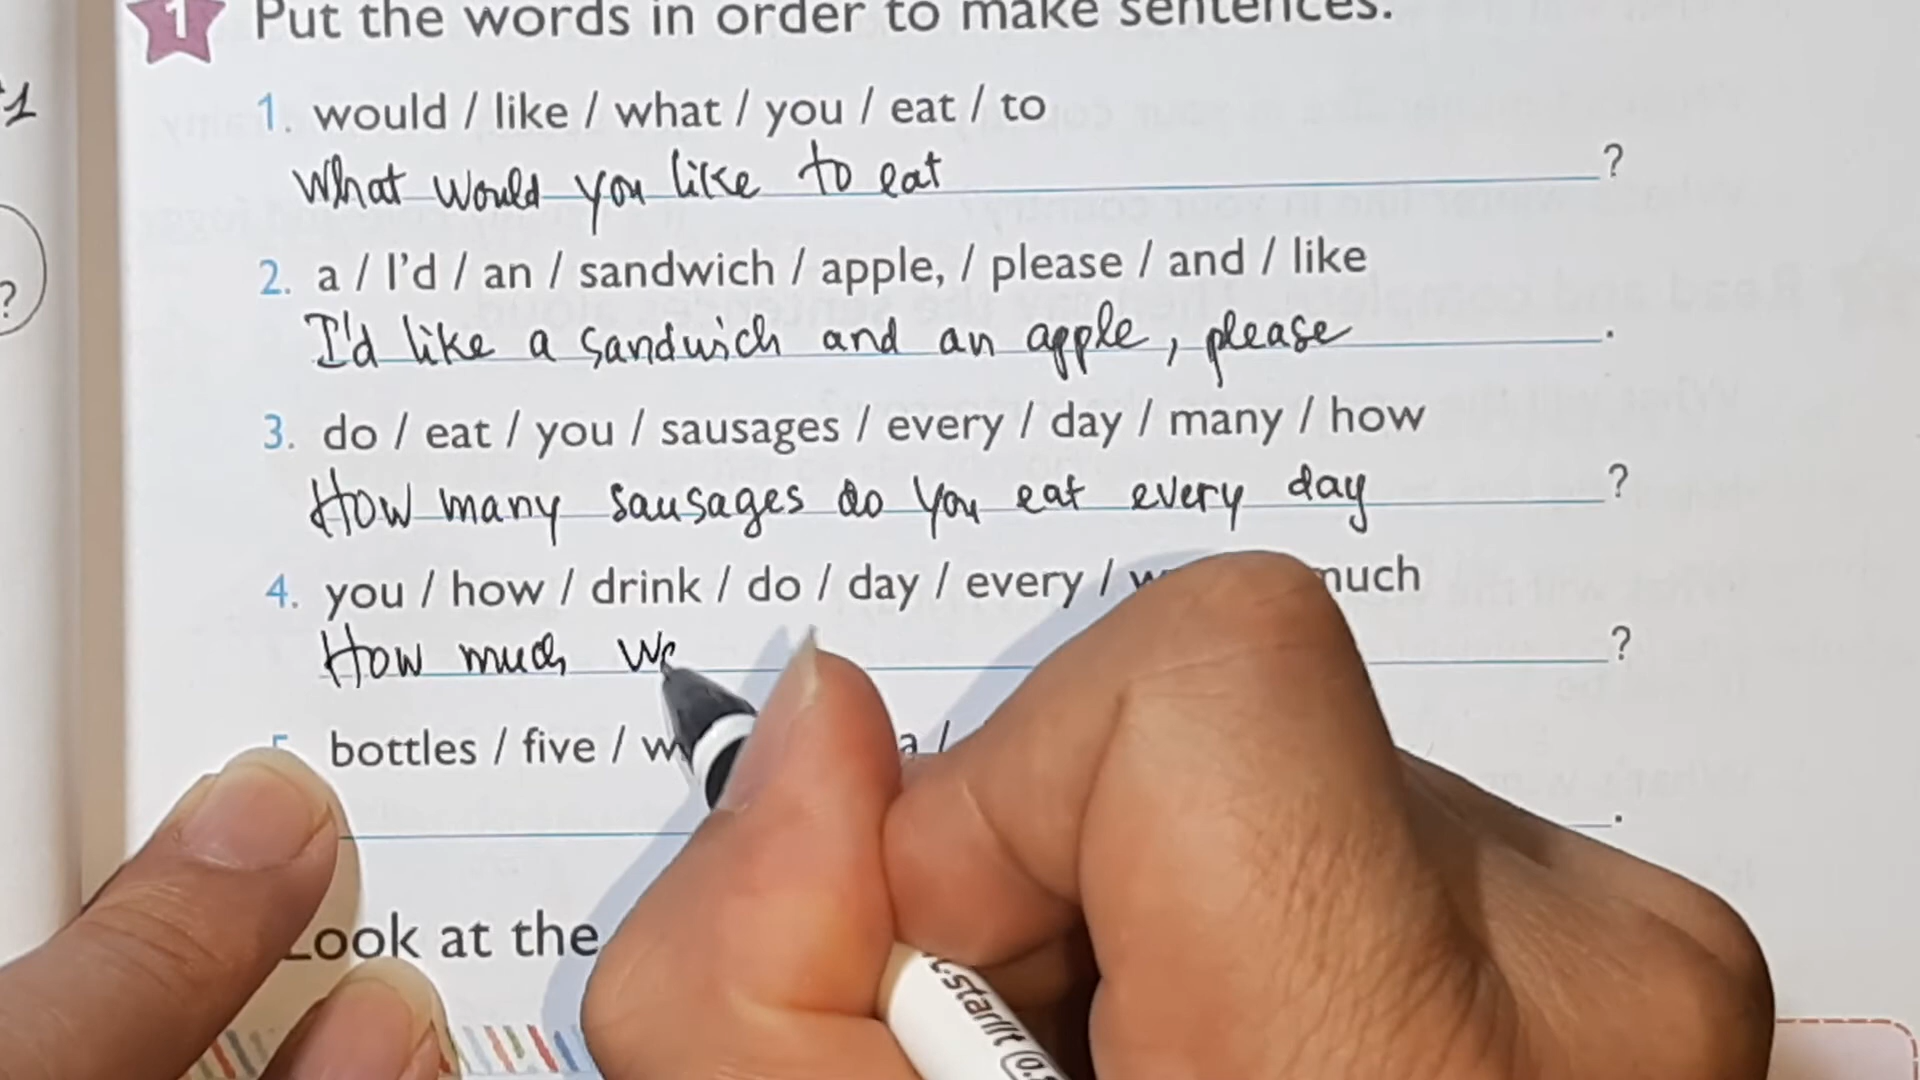 1 Put the words in order to make sentences.
1. would / like / what / you / eat / to
What would you like to eat ?
2. a / I'd / an / sandwich / apple, / please / and / like
I'd like a sandwich and an apple, please .
3. do / eat / you / sausages / every / day / many / how
How many sausages do you eat every day ?
4. you / how / drink / do / day / every / much
How much ?
bottles / five / a /
.
Look at the
starlit